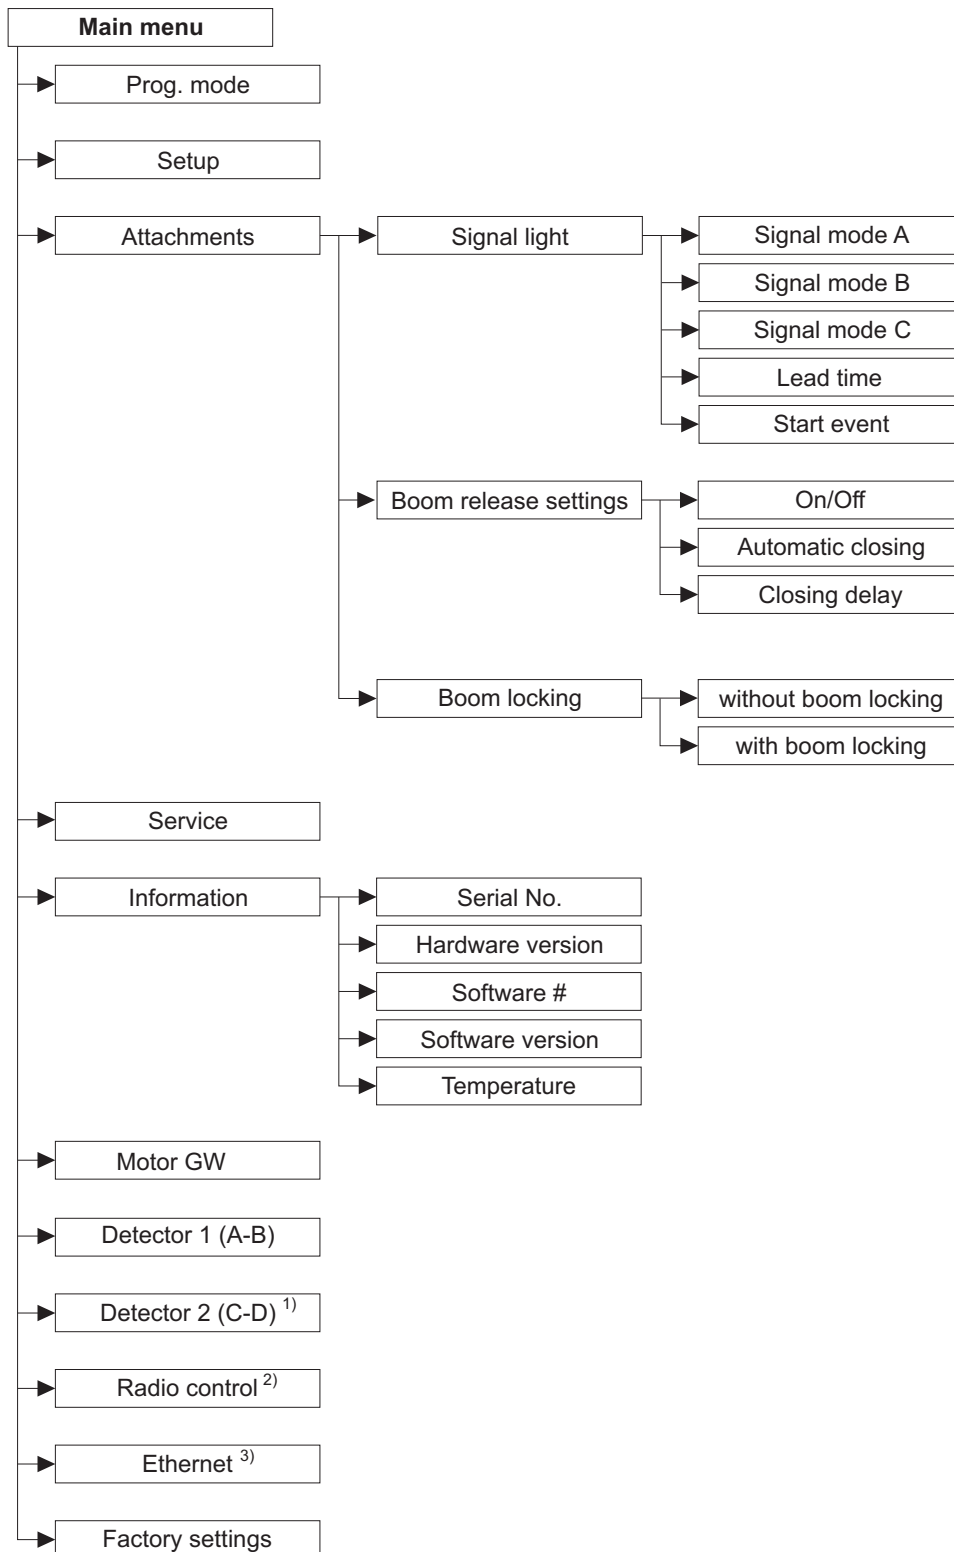 Main menu
Prog. mode
Setup
Attachments
Signal light
Signal mode A
Signal mode B
Signal mode C
Lead time
Start event
Boom release settings
On/Off
Automatic closing
Closing delay
Boom locking
without boom locking
with boom locking
Service
Information
Serial No.
Hardware version
Software #
Software version
Temperature
Motor GW
Detector 1 (A-B)
Detector 2 (C-D) 1)
Radio control 2)
Ethernet 3)
Factory settings